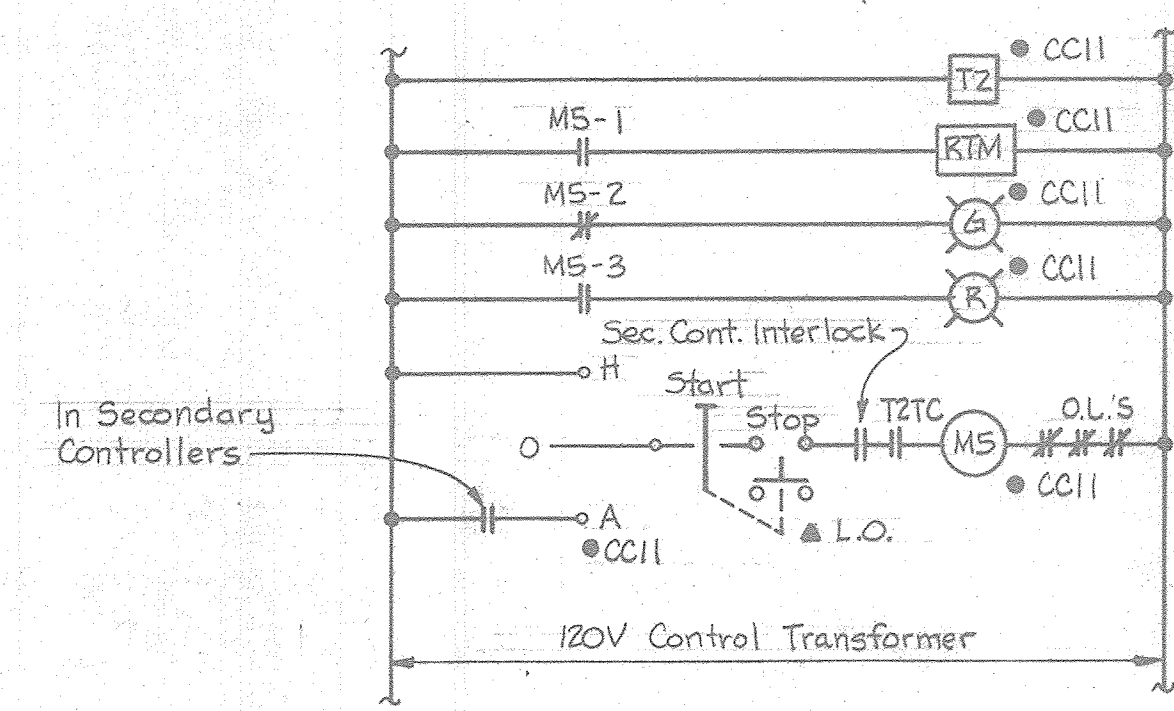 CC11
T2
M5-1
CC11
RTM
M5-2
CC11
G
M5-3
CC11
R
Sec. Cont. Interlock
H
Start
In Secondary
Controllers
Stop
T2TC
O.L.'S
O
M5
CC11
A
L.O.
CC11
120V Control Transformer